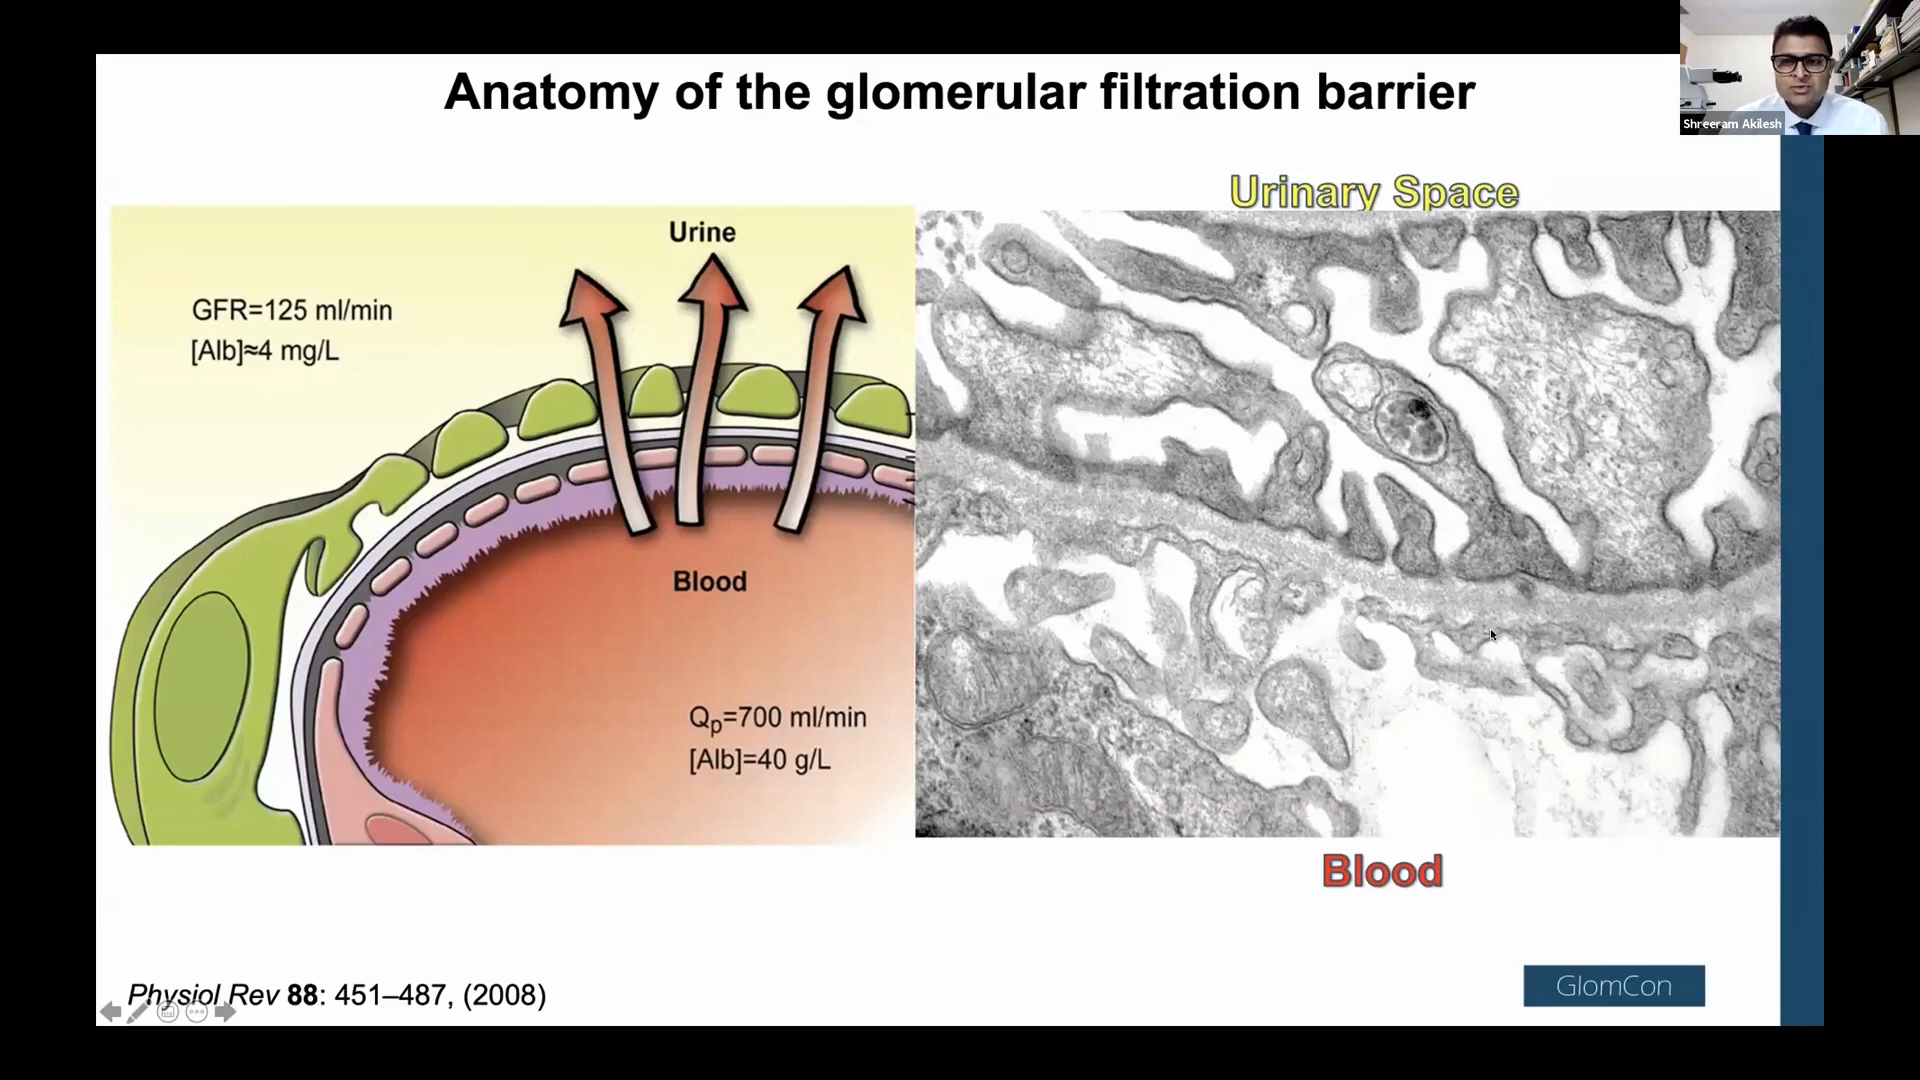 Anatomy of the glomerular filtration barrier
Shreeram Akilesh
Urinary Space
Urine
GFR=125 ml/min
[Alb]≈4 mg/L
Blood
Qp=700 ml/min
[Alb]=40 g/L
Blood
Physiol Rev 88: 451–487, (2008)
GlomCon